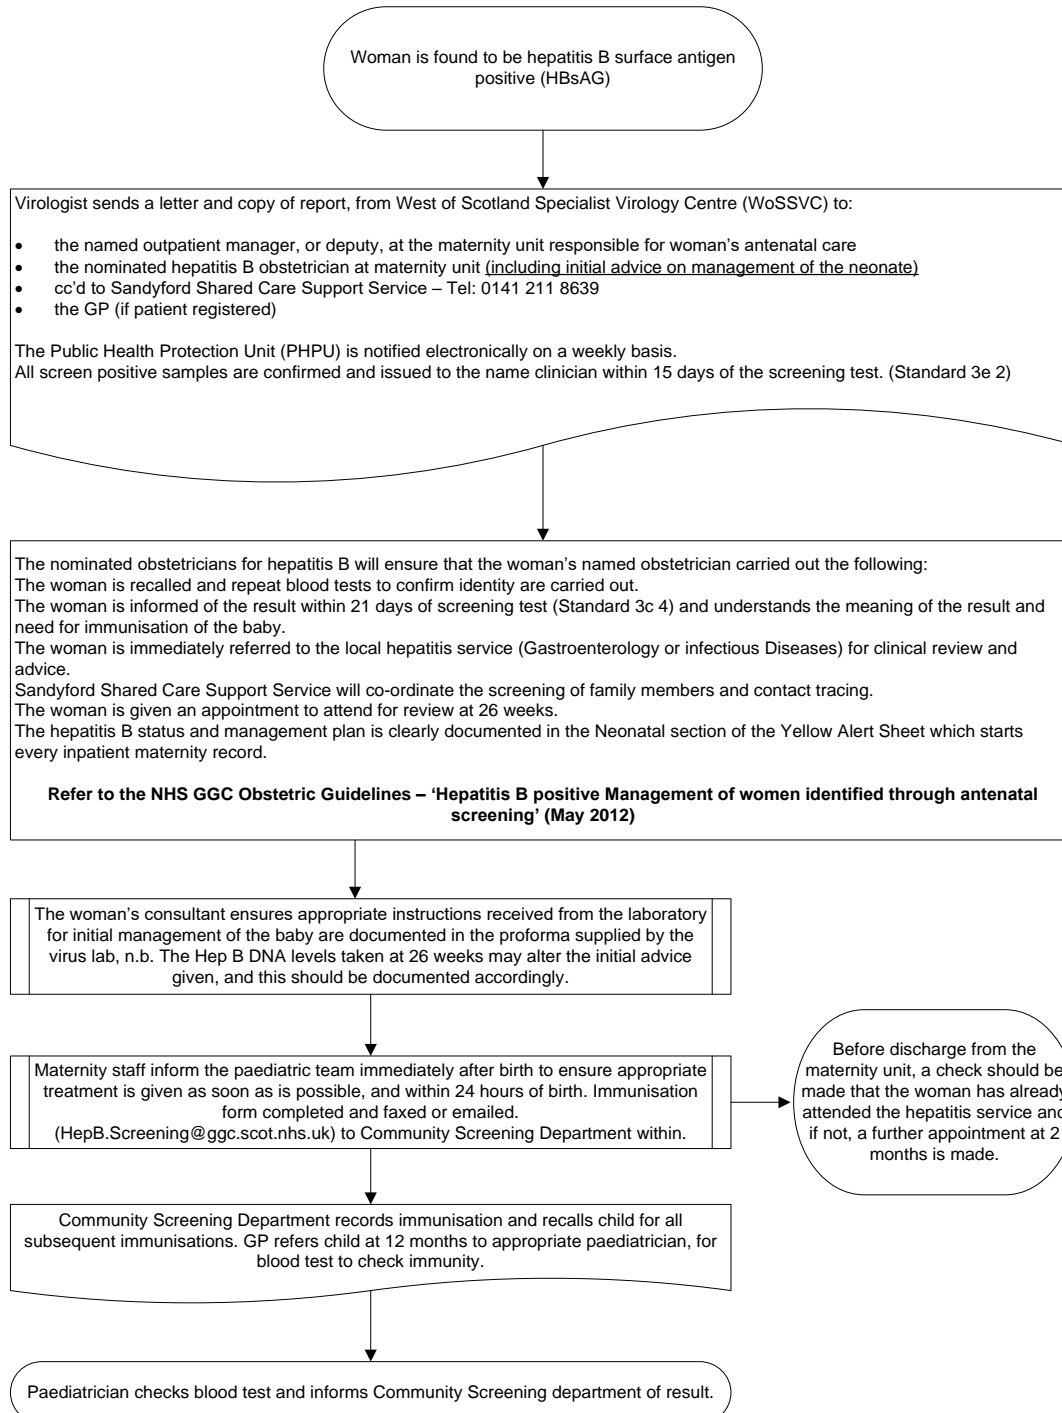 Woman is found to be hepatitis B surface antigen
positive (HBsAG)
Virologist sends a letter and copy of report, from West of Scotland Specialist Virology Centre (WoSSVC) to:
• the named outpatient manager, or deputy, at the maternity unit responsible for woman's antenatal care
• the nominated hepatitis B obstetrician at maternity unit (including initial advice on management of the neonate)
• cc'd to Sandyford Shared Care Support Service – Tel: 0141 211 8639
• the GP (if patient registered)
The Public Health Protection Unit (PHPU) is notified electronically on a weekly basis.
All screen positive samples are confirmed and issued to the name clinician within 15 days of the screening test. (Standard 3e 2)
The nominated obstetricians for hepatitis B will ensure that the woman's named obstetrician carried out the following:
The woman is recalled and repeat blood tests to confirm identity are carried out.
The woman is informed of the result within 21 days of screening test (Standard 3c 4) and understands the meaning of the result and
need for immunisation of the baby.
The woman is immediately referred to the local hepatitis service (Gastroenterology or infectious Diseases) for clinical review and
advice.
Sandyford Shared Care Support Service will co-ordinate the screening of family members and contact tracing.
The woman is given an appointment to attend for review at 26 weeks.
The hepatitis B status and management plan is clearly documented in the Neonatal section of the Yellow Alert Sheet which starts
every inpatient maternity record.
Refer to the NHS GGC Obstetric Guidelines – ‘Hepatitis B positive Management of women identified through antenatal
screening’ (May 2012)
The woman's consultant ensures appropriate instructions received from the laboratory
for initial management of the baby are documented in the proforma supplied by the
virus lab, n.b. The Hep B DNA levels taken at 26 weeks may alter the initial advice
given, and this should be documented accordingly.
Maternity staff inform the paediatric team immediately after birth to ensure appropriate
treatment is given as soon as is possible, and within 24 hours of birth. Immunisation
form completed and faxed or emailed.
(HepB.Screening@ggc.scot.nhs.uk) to Community Screening Department within.
Before discharge from the
maternity unit, a check should be
made that the woman has already
attended the hepatitis service and
if not, a further appointment at 2
months is made.
Community Screening Department records immunisation and recalls child for all
subsequent immunisations. GP refers child at 12 months to appropriate paediatrician, for
blood test to check immunity.
Paediatrician checks blood test and informs Community Screening department of result.